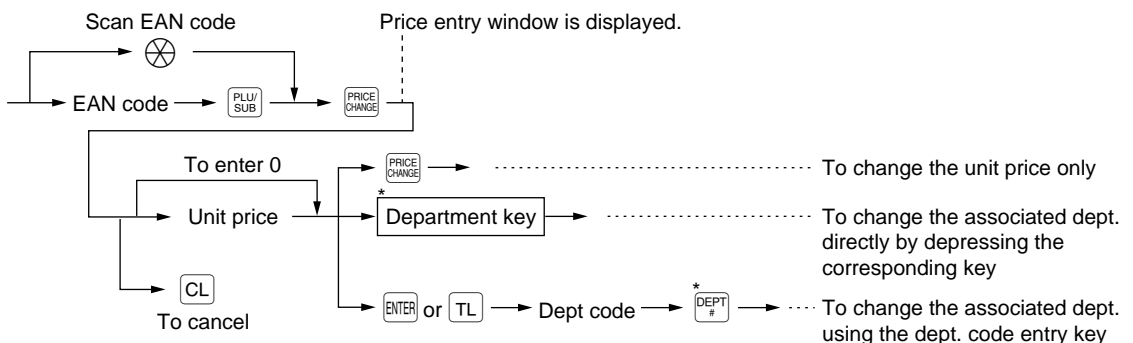 Scan EAN code
Price entry window is displayed.
EAN code
PLU/
SUB
PRICE
CHANGE
To enter 0
PRICE
CHANGE
To change the unit price only
Unit price
*
Department key
To change the associated dept.
directly by depressing the
corresponding key
CL
To cancel
ENTER or TL
Dept code
*
DEPT
#
To change the associated dept.
using the dept. code entry key